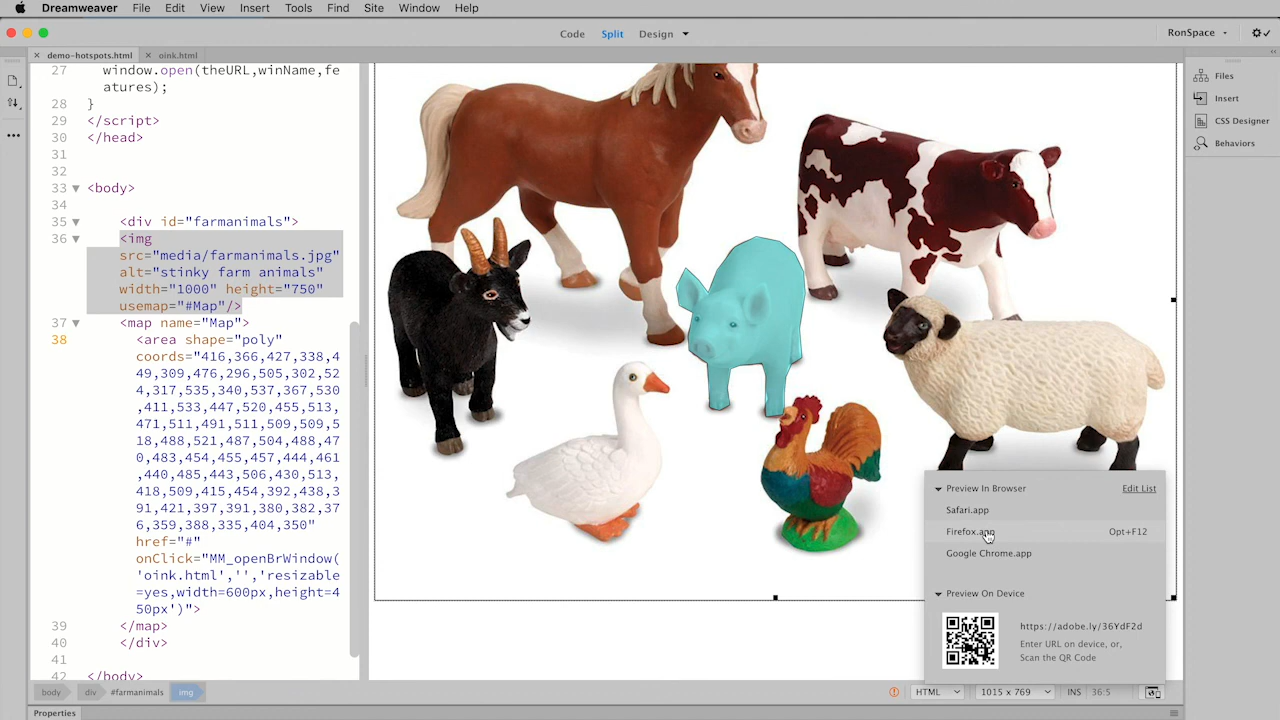 Dreamweaver File Edit View Insert Tools Find Site Window Help
Code Split Design RonSpace
demo-hotspots.html oink.html
27 window.open(theURL,winName,fe
atures);
28 }
29 </script>
30 </head>
31
32
33 <body>
34
35 <div id="farmanimals">
36 <img
src="media/farmanimals.jpg"
alt="stinky farm animals"
width="1000" height="750"
usemap="#Map"/>
37 <map name="Map">
38 <area shape="poly"
coords="416,366,427,338,4
49,309,476,296,505,302,52
4,317,535,340,537,367,530
,411,533,447,520,455,513,
471,511,491,511,509,509,5
18,488,521,487,504,488,47
0,483,454,455,457,444,461
,440,485,443,506,430,513,
418,509,415,454,392,438,3
91,421,397,391,380,382,37
6,359,388,335,404,350"
href="#"
onClick="MM_openBrWindow(
'oink.html','','resizable
=yes,width=600px,height=4
50px')">
39 </map>
40 </div>
41
42 </body>
Files
Insert
CSS Designer
Behaviors
Preview In Browser Edit List
Safari.app
Firefox.app Opt+F12
Google Chrome.app
Preview On Device
https://adobe.ly/36YdF2d
Enter URL on device, or,
Scan the QR Code
body div #farmanimals img HTML 1015 x 769 INS 36:5
Properties